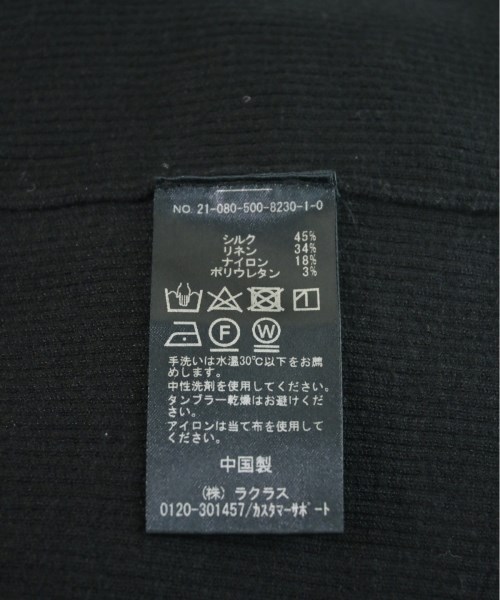 NO. 21-080-500-8230-1-0
シルク 45%
リネン 34%
ナイロン 18%
ポリウレタン 3%
F W
手洗いは水温30℃以下をお薦
めします。
中性洗剤を使用してください。
タンブラー乾燥はお避けくださ
い。
アイロンは当て布を使用してく
ださい。
中国製
(株) ラクラス
0120-301457/カスタマーサポート